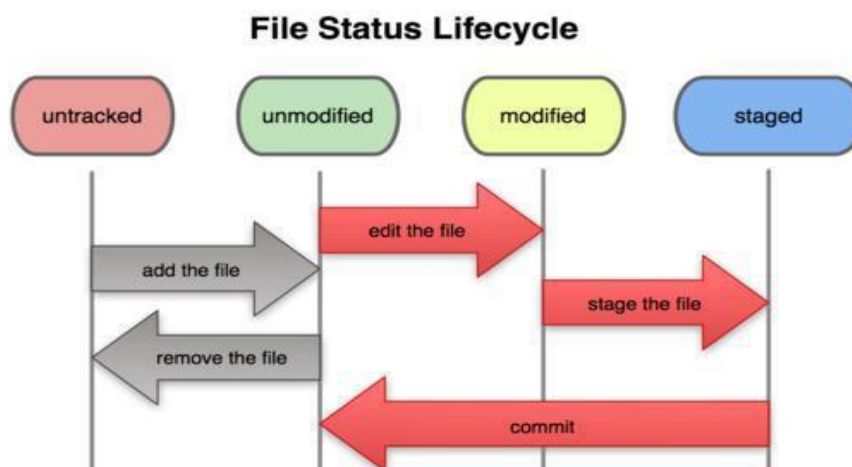 File Status Lifecycle
untracked
unmodified
modified
staged
edit the file
add the file
stage the file
remove the file
commit